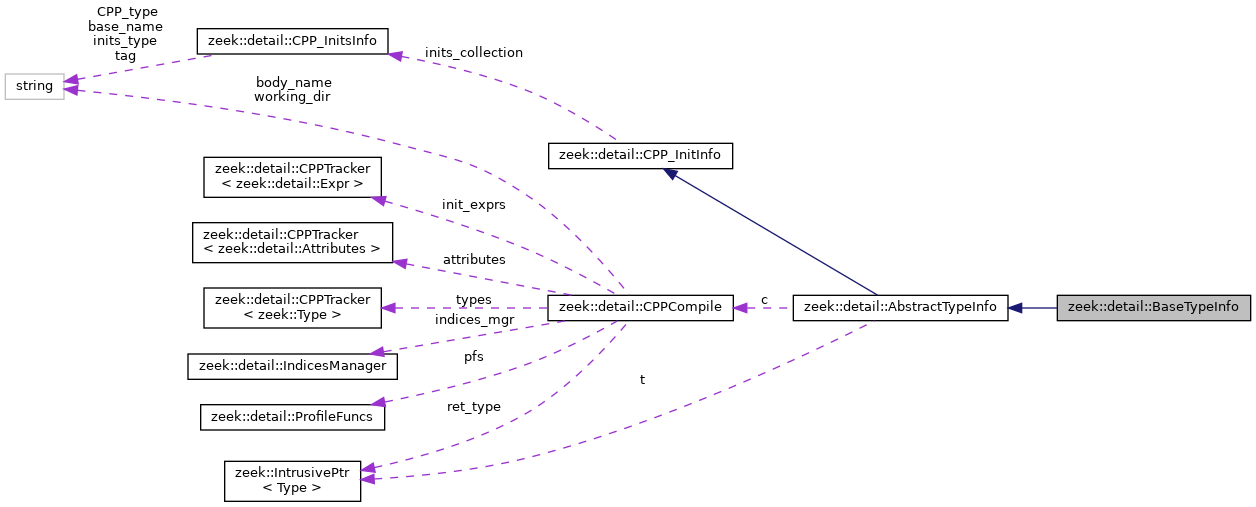 CPP_type
base_name
inits_type
tag
zeek::detail::CPP_InitsInfo
inits_collection
string
body_name
working_dir
zeek::detail::CPP_InitInfo
zeek::detail::CPPTracker
< zeek::detail::Expr >
init_exprs
zeek::detail::CPPTracker
< zeek::detail::Attributes >
attributes
zeek::detail::CPPTracker
< zeek::Type >
types
zeek::detail::CPPCompile
c
zeek::detail::AbstractTypeInfo
zeek::detail::BaseTypeInfo
indices_mgr
zeek::detail::IndicesManager
pfs
t
zeek::detail::ProfileFuncs
ret_type
zeek::IntrusivePtr
< Type >